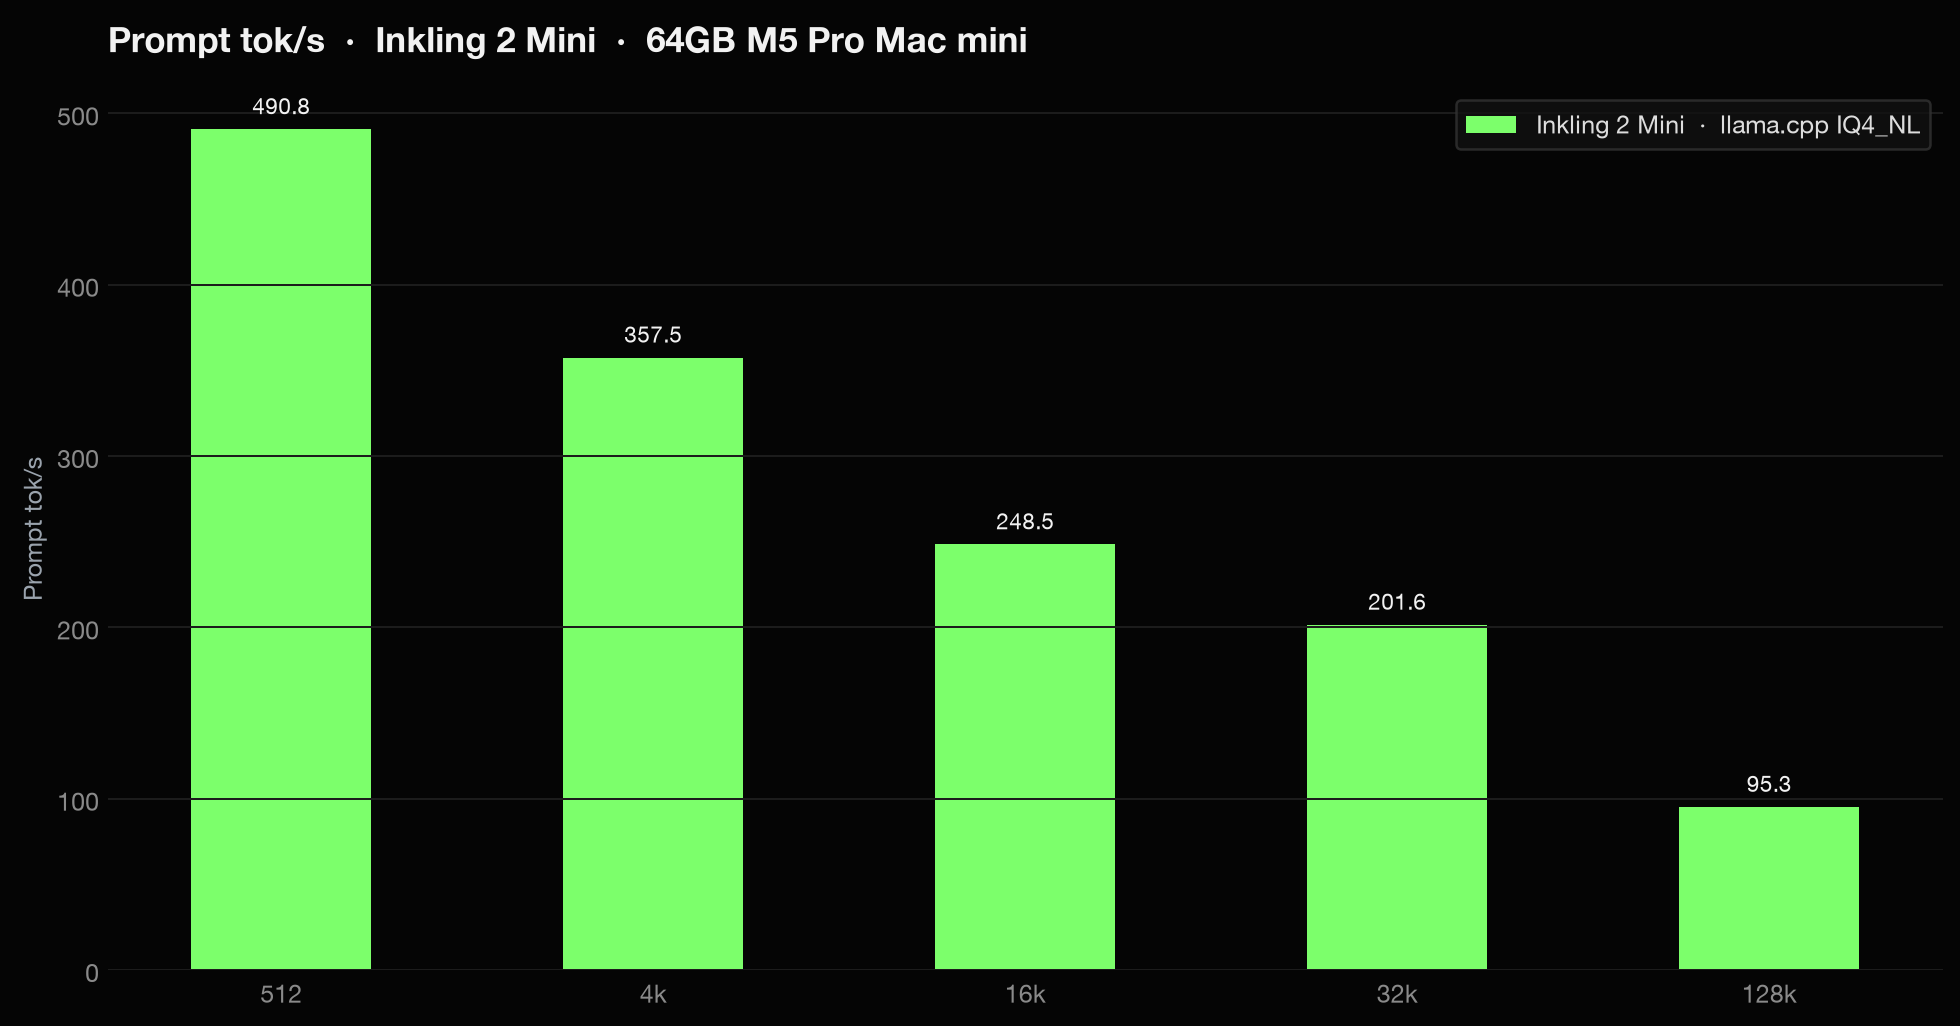 Prompt tok/s · Inkling 2 Mini · 64GB M5 Pro Mac mini
Inkling 2 Mini · llama.cpp IQ4_NL
Prompt tok/s
500
400
300
200
100
0
490.8
357.5
248.5
201.6
95.3
512
4k
16k
32k
128k